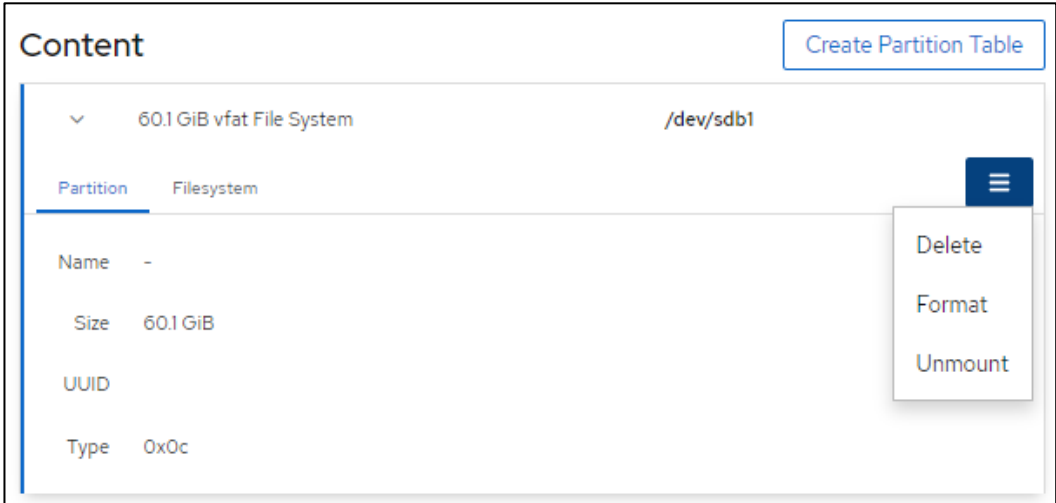 Content
Create Partition Table
60.1 GiB vfat File System /dev/sdb1
Partition Filesystem
Delete
Name -
Format
Size 60.1 GiB
Unmount
UUID
Type 0x0c